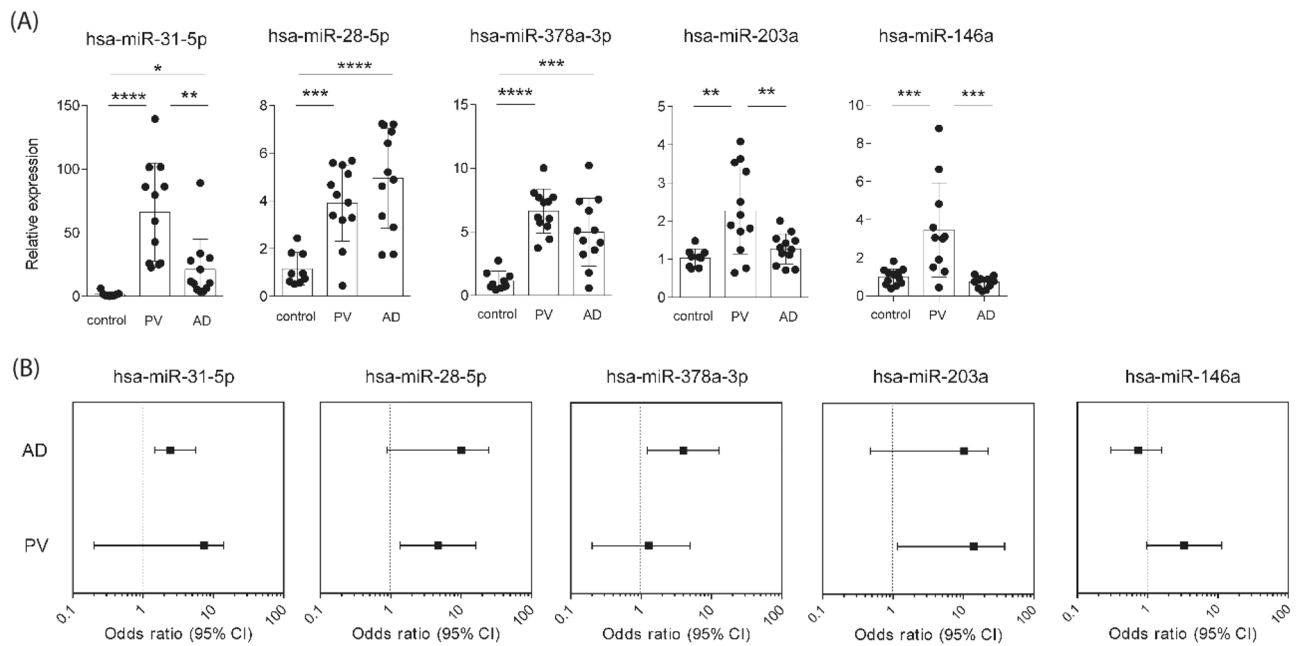 (A)
hsa-miR-31-5p hsa-miR-28-5p hsa-miR-378a-3p hsa-miR-203a hsa-miR-146a
* **** ***
**** ** *** **** ** ** *** ***
Relative expression
150 100 50 0
8 6 4 2 0
15 10 5 0
5 4 3 2 1 0
10 8 6 4 2 0
control PV AD control PV AD control PV AD control PV AD control PV AD
(B)
hsa-miR-31-5p hsa-miR-28-5p hsa-miR-378a-3p hsa-miR-203a hsa-miR-146a
AD
PV
0.1 1 10 100 0.1 1 10 100 0.1 1 10 100 0.1 1 10 100 0.1 1 10 100
Odds ratio (95% CI) Odds ratio (95% CI) Odds ratio (95% CI) Odds ratio (95% CI) Odds ratio (95% CI)